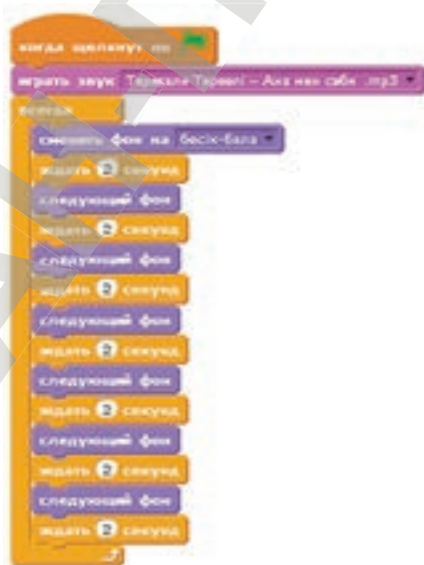 когда щелкнут по
играть звук
всегда
сменить фон на бесік-бала
ждать 2 секунд
следующий фон
ждать 2 секунд
следующий фон
ждать 2 секунд
следующий фон
ждать 2 секунд
следующий фон
ждать 2 секунд
следующий фон
ждать 2 секунд
следующий фон
ждать 2 секунд